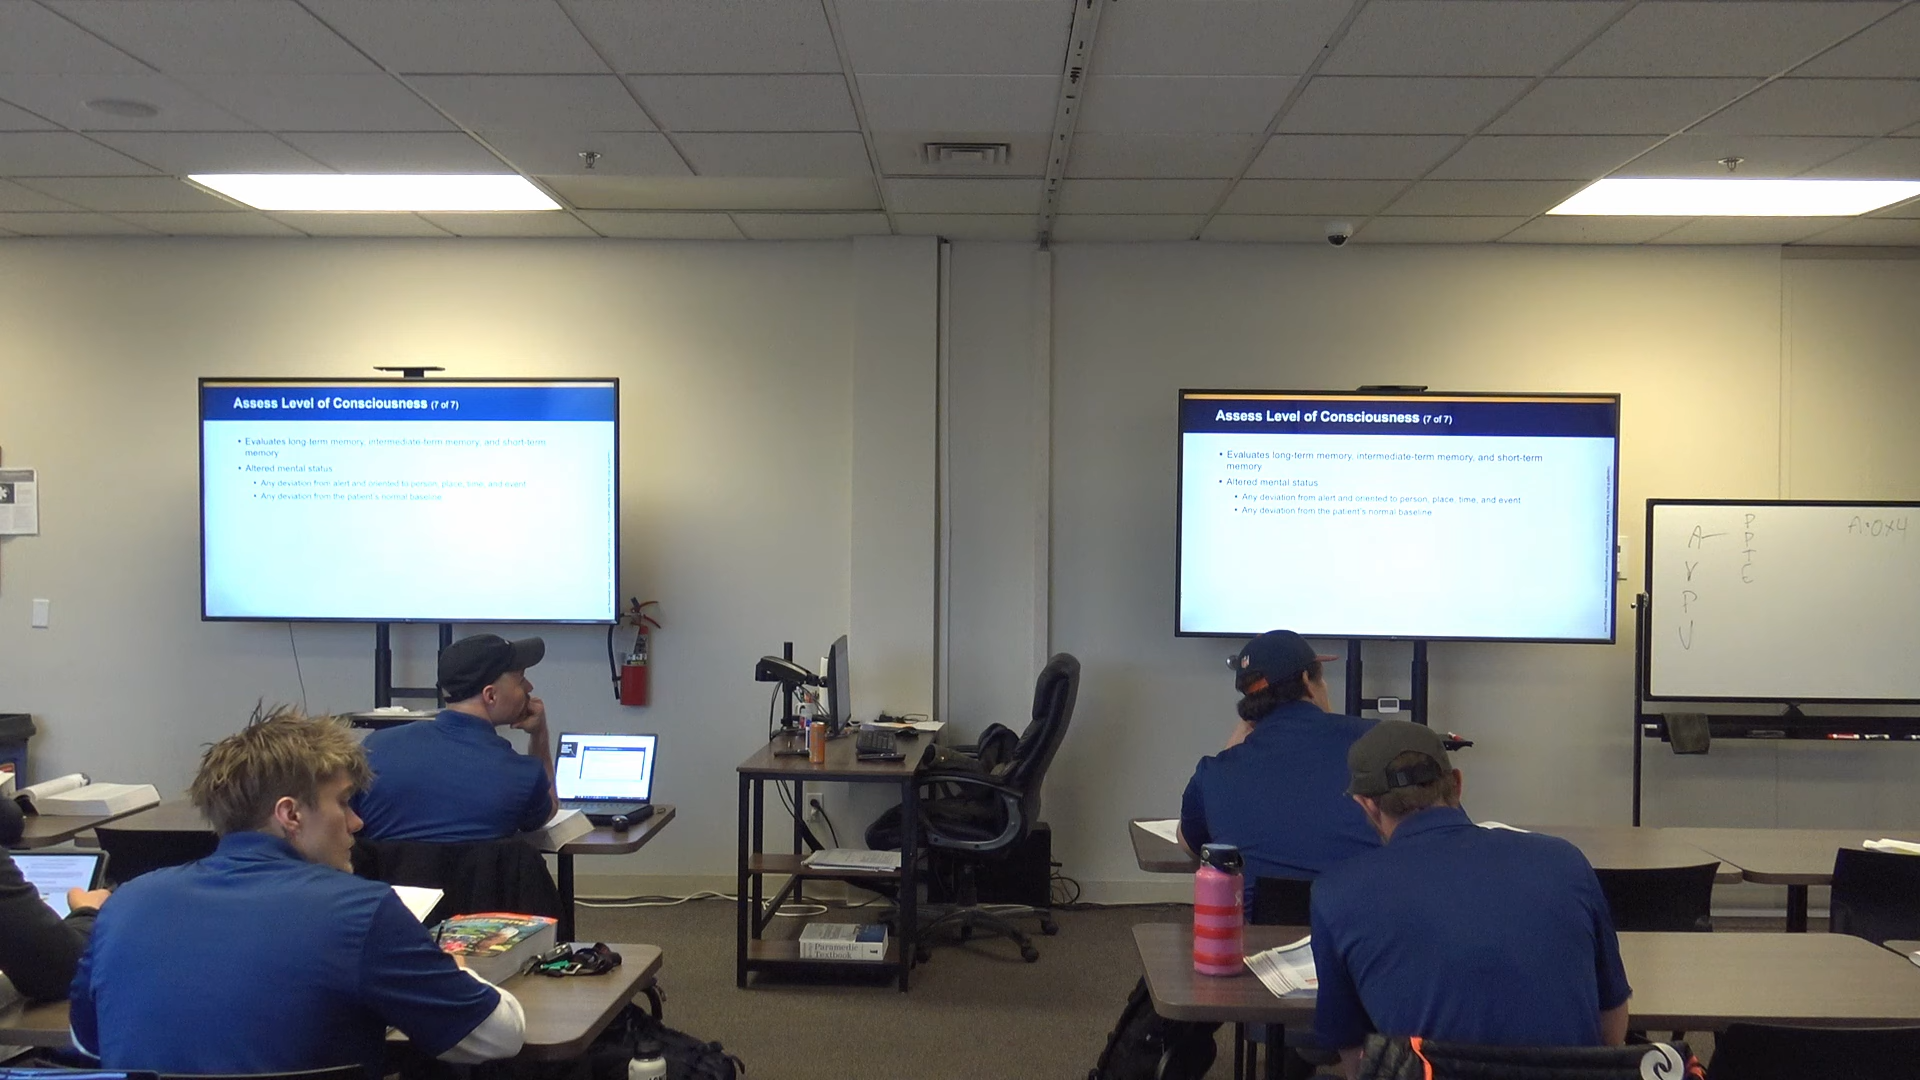 Assess Level of Consciousness (7 of 7)
• Evaluates long-term memory, intermediate-term memory, and short-term
memory
• Altered mental status
• Any deviation from alert and oriented to person, place, time, and event
• Any deviation from the patient's normal baseline
Assess Level of Consciousness (7 of 7)
• Evaluates long-term memory, intermediate-term memory, and short-term
memory
• Altered mental status
• Any deviation from alert and oriented to person, place, time, and event
• Any deviation from the patient's normal baseline
A— P
P
T
E
V
P
U
A+Ox4
Paramedic
Textbook